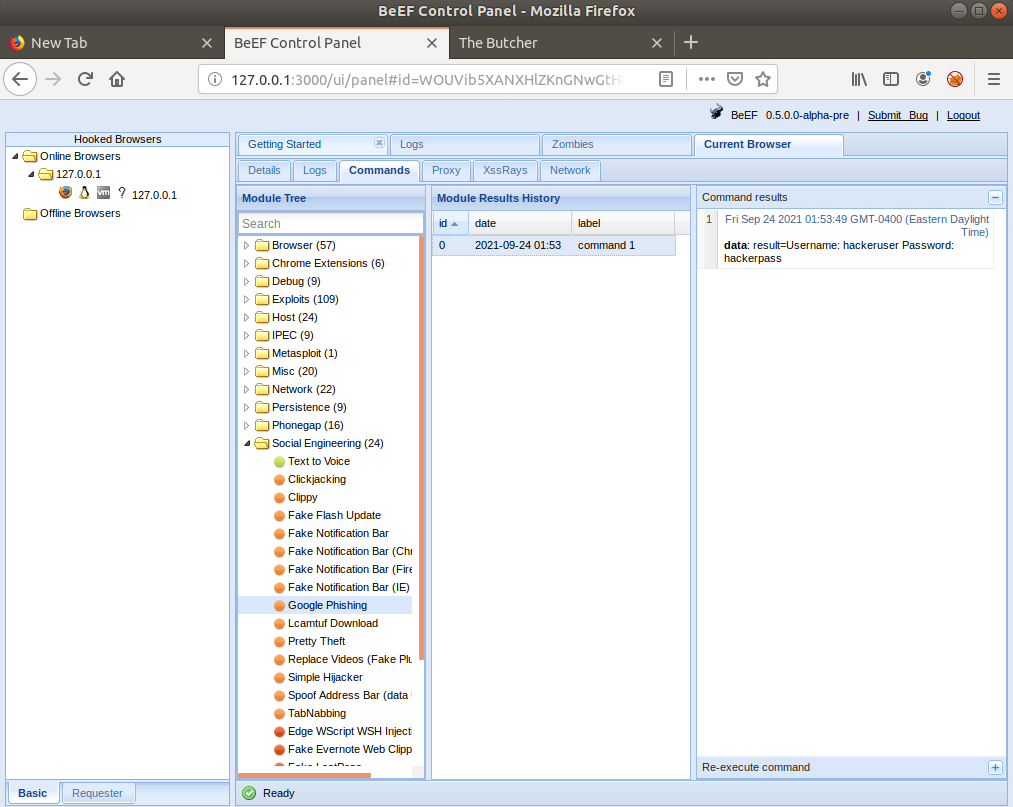 BeEF Control Panel - Mozilla Firefox
New Tab
BeEF Control Panel
The Butcher
127.0.0.1:3000/ui/panel#id=WOUVib5XANXHlZKnGNwGtH
BeEF 0.5.0.0-alpha-pre | Submit Bug | Logout
Hooked Browsers
Online Browsers
127.0.0.1
? 127.0.0.1
Offline Browsers
Basic
Requester
Getting Started
Logs
Zombies
Current Browser
Details
Logs
Commands
Proxy
XssRays
Network
Module Tree
Search
Browser (57)
Chrome Extensions (6)
Debug (9)
Exploits (109)
Host (24)
IPEC (9)
Metasploit (1)
Misc (20)
Network (22)
Persistence (9)
Phonegap (16)
Social Engineering (24)
Text to Voice
Clickjacking
Clippy
Fake Flash Update
Fake Notification Bar
Fake Notification Bar (Chr
Fake Notification Bar (Fire
Fake Notification Bar (IE)
Google Phishing
Lcamtuf Download
Pretty Theft
Replace Videos (Fake Plu
Simple Hijacker
Spoof Address Bar (data
TabNabbing
Edge WScript WSH Injecti
Fake Evernote Web Clipp
Fake LastPass
Module Results History
id date label
0 2021-09-24 01:53 command 1
Command results
1 Fri Sep 24 2021 01:53:49 GMT-0400 (Eastern Daylight
Time)
data: result=Username: hackeruser Password:
hackerpass
Re-execute command
Ready